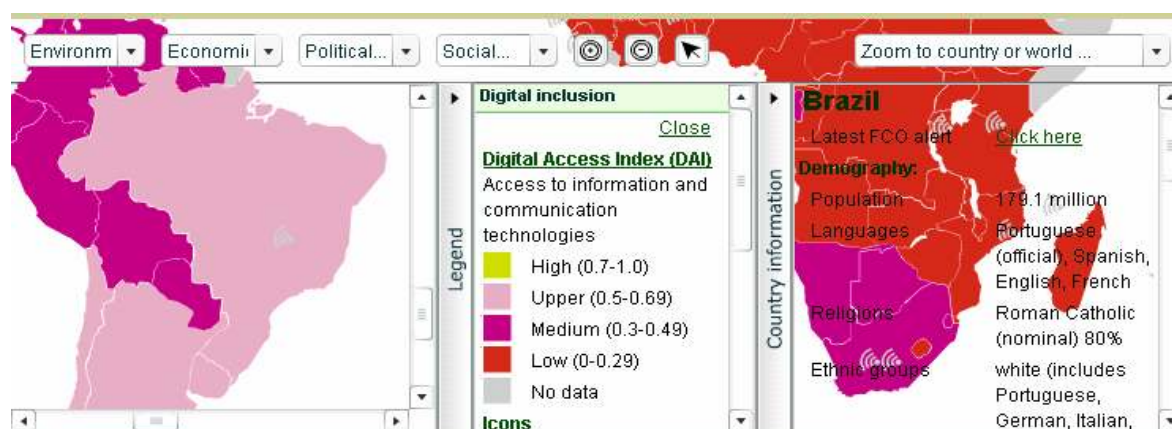 Environm
Economi
Political...
Social...
Zoom to country or world ...
Legend
Digital inclusion
Close
Digital Access Index (DAI)
Access to information and
communication
technologies
High (0.7-1.0)
Upper (0.5-0.69)
Medium (0.3-0.49)
Low (0-0.29)
No data
Icons
Country information
Brazil
Latest FCO alert Click here
Demography:
Population 179.1 million
Languages Portuguese
(official), Spanish,
English, French
Religions Roman Catholic
(nominal) 80%
Ethnic groups white (includes
Portuguese,
German, Italian,